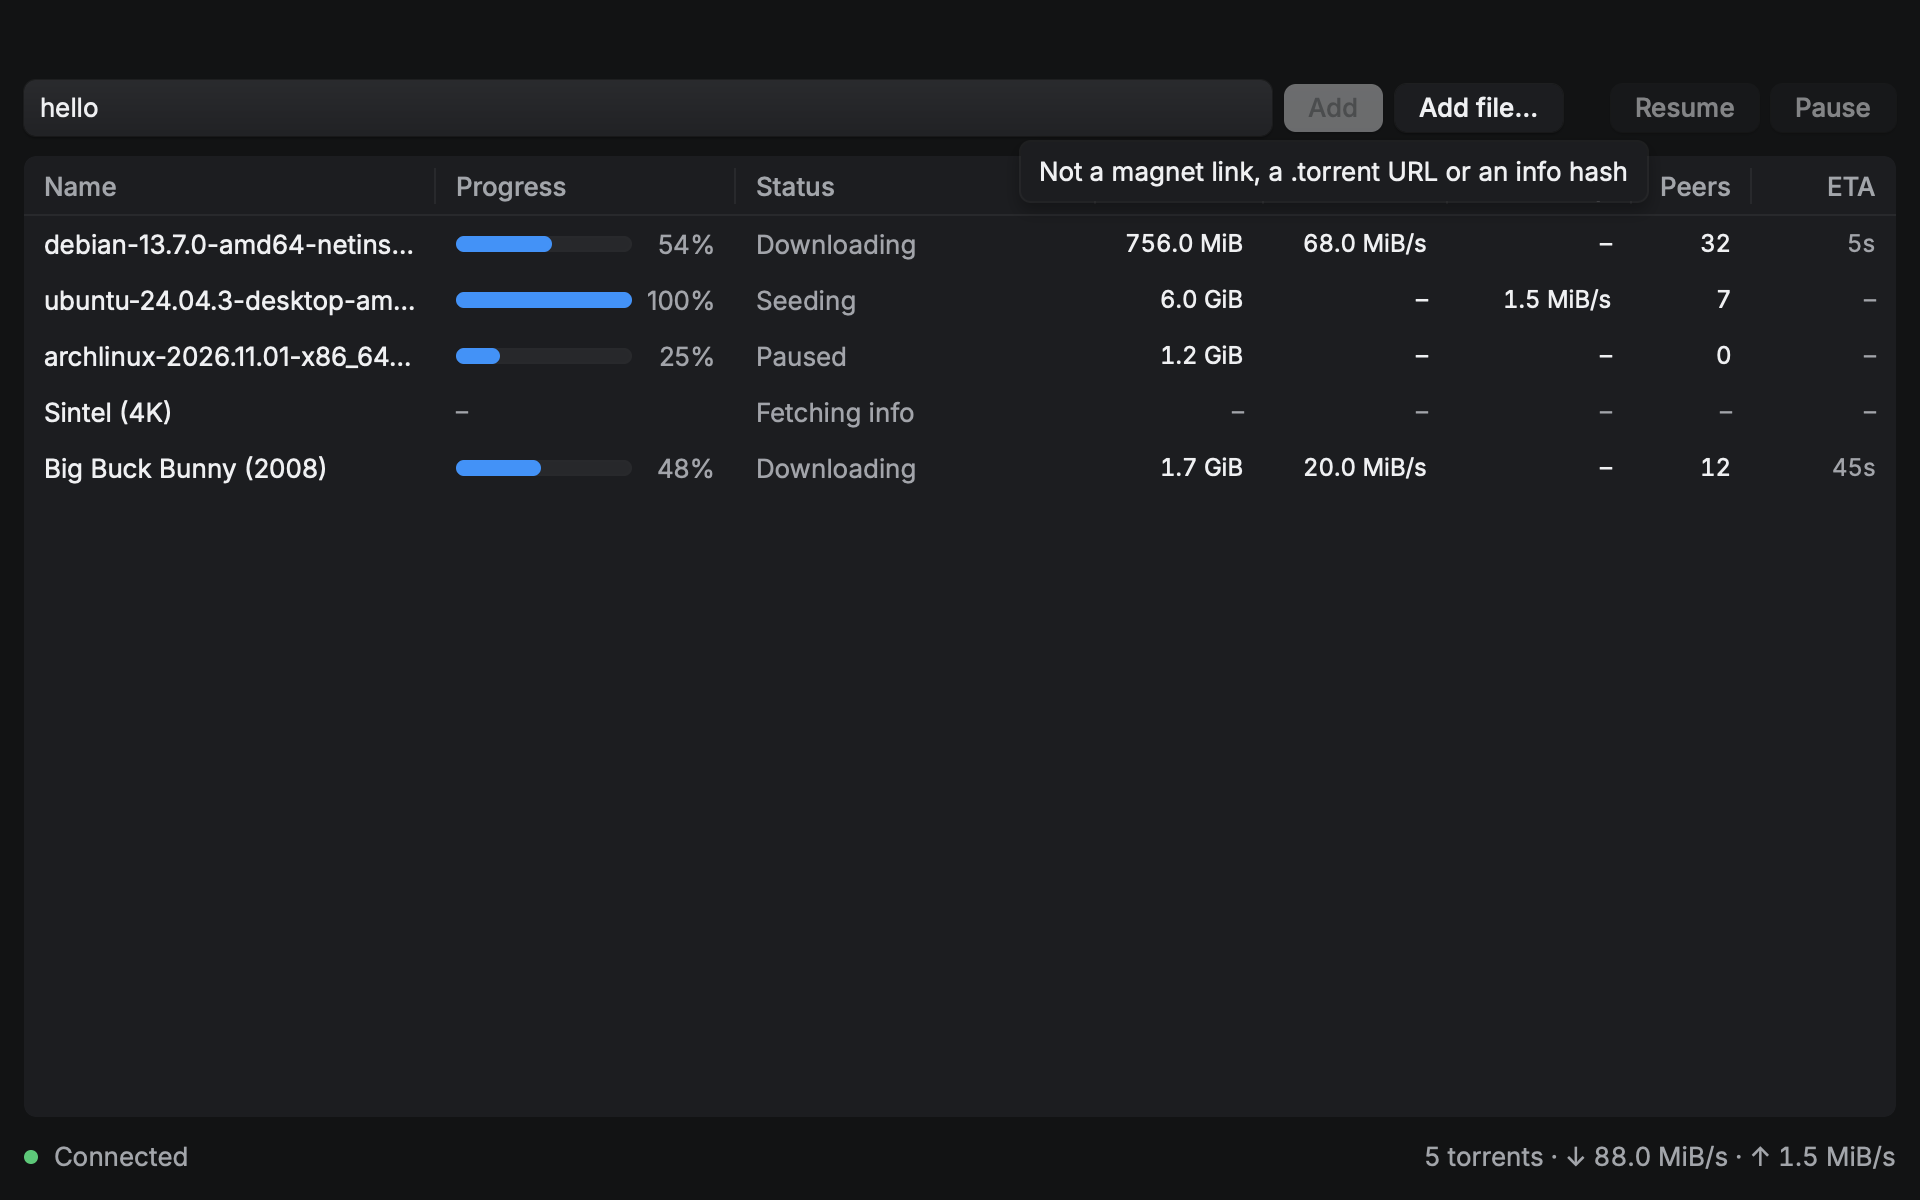 hello Add Add file... Resume Pause
Not a magnet link, a .torrent URL or an info hash
Name Progress Status Peers ETA
debian-13.7.0-amd64-netins... 54% Downloading 756.0 MiB 68.0 MiB/s – 32 5s
ubuntu-24.04.3-desktop-am... 100% Seeding 6.0 GiB – 1.5 MiB/s 7 –
archlinux-2026.11.01-x86_64... 25% Paused 1.2 GiB – – 0 –
Sintel (4K) – Fetching info – – – – –
Big Buck Bunny (2008) 48% Downloading 1.7 GiB 20.0 MiB/s – 12 45s
Connected 5 torrents · ↓ 88.0 MiB/s · ↑ 1.5 MiB/s